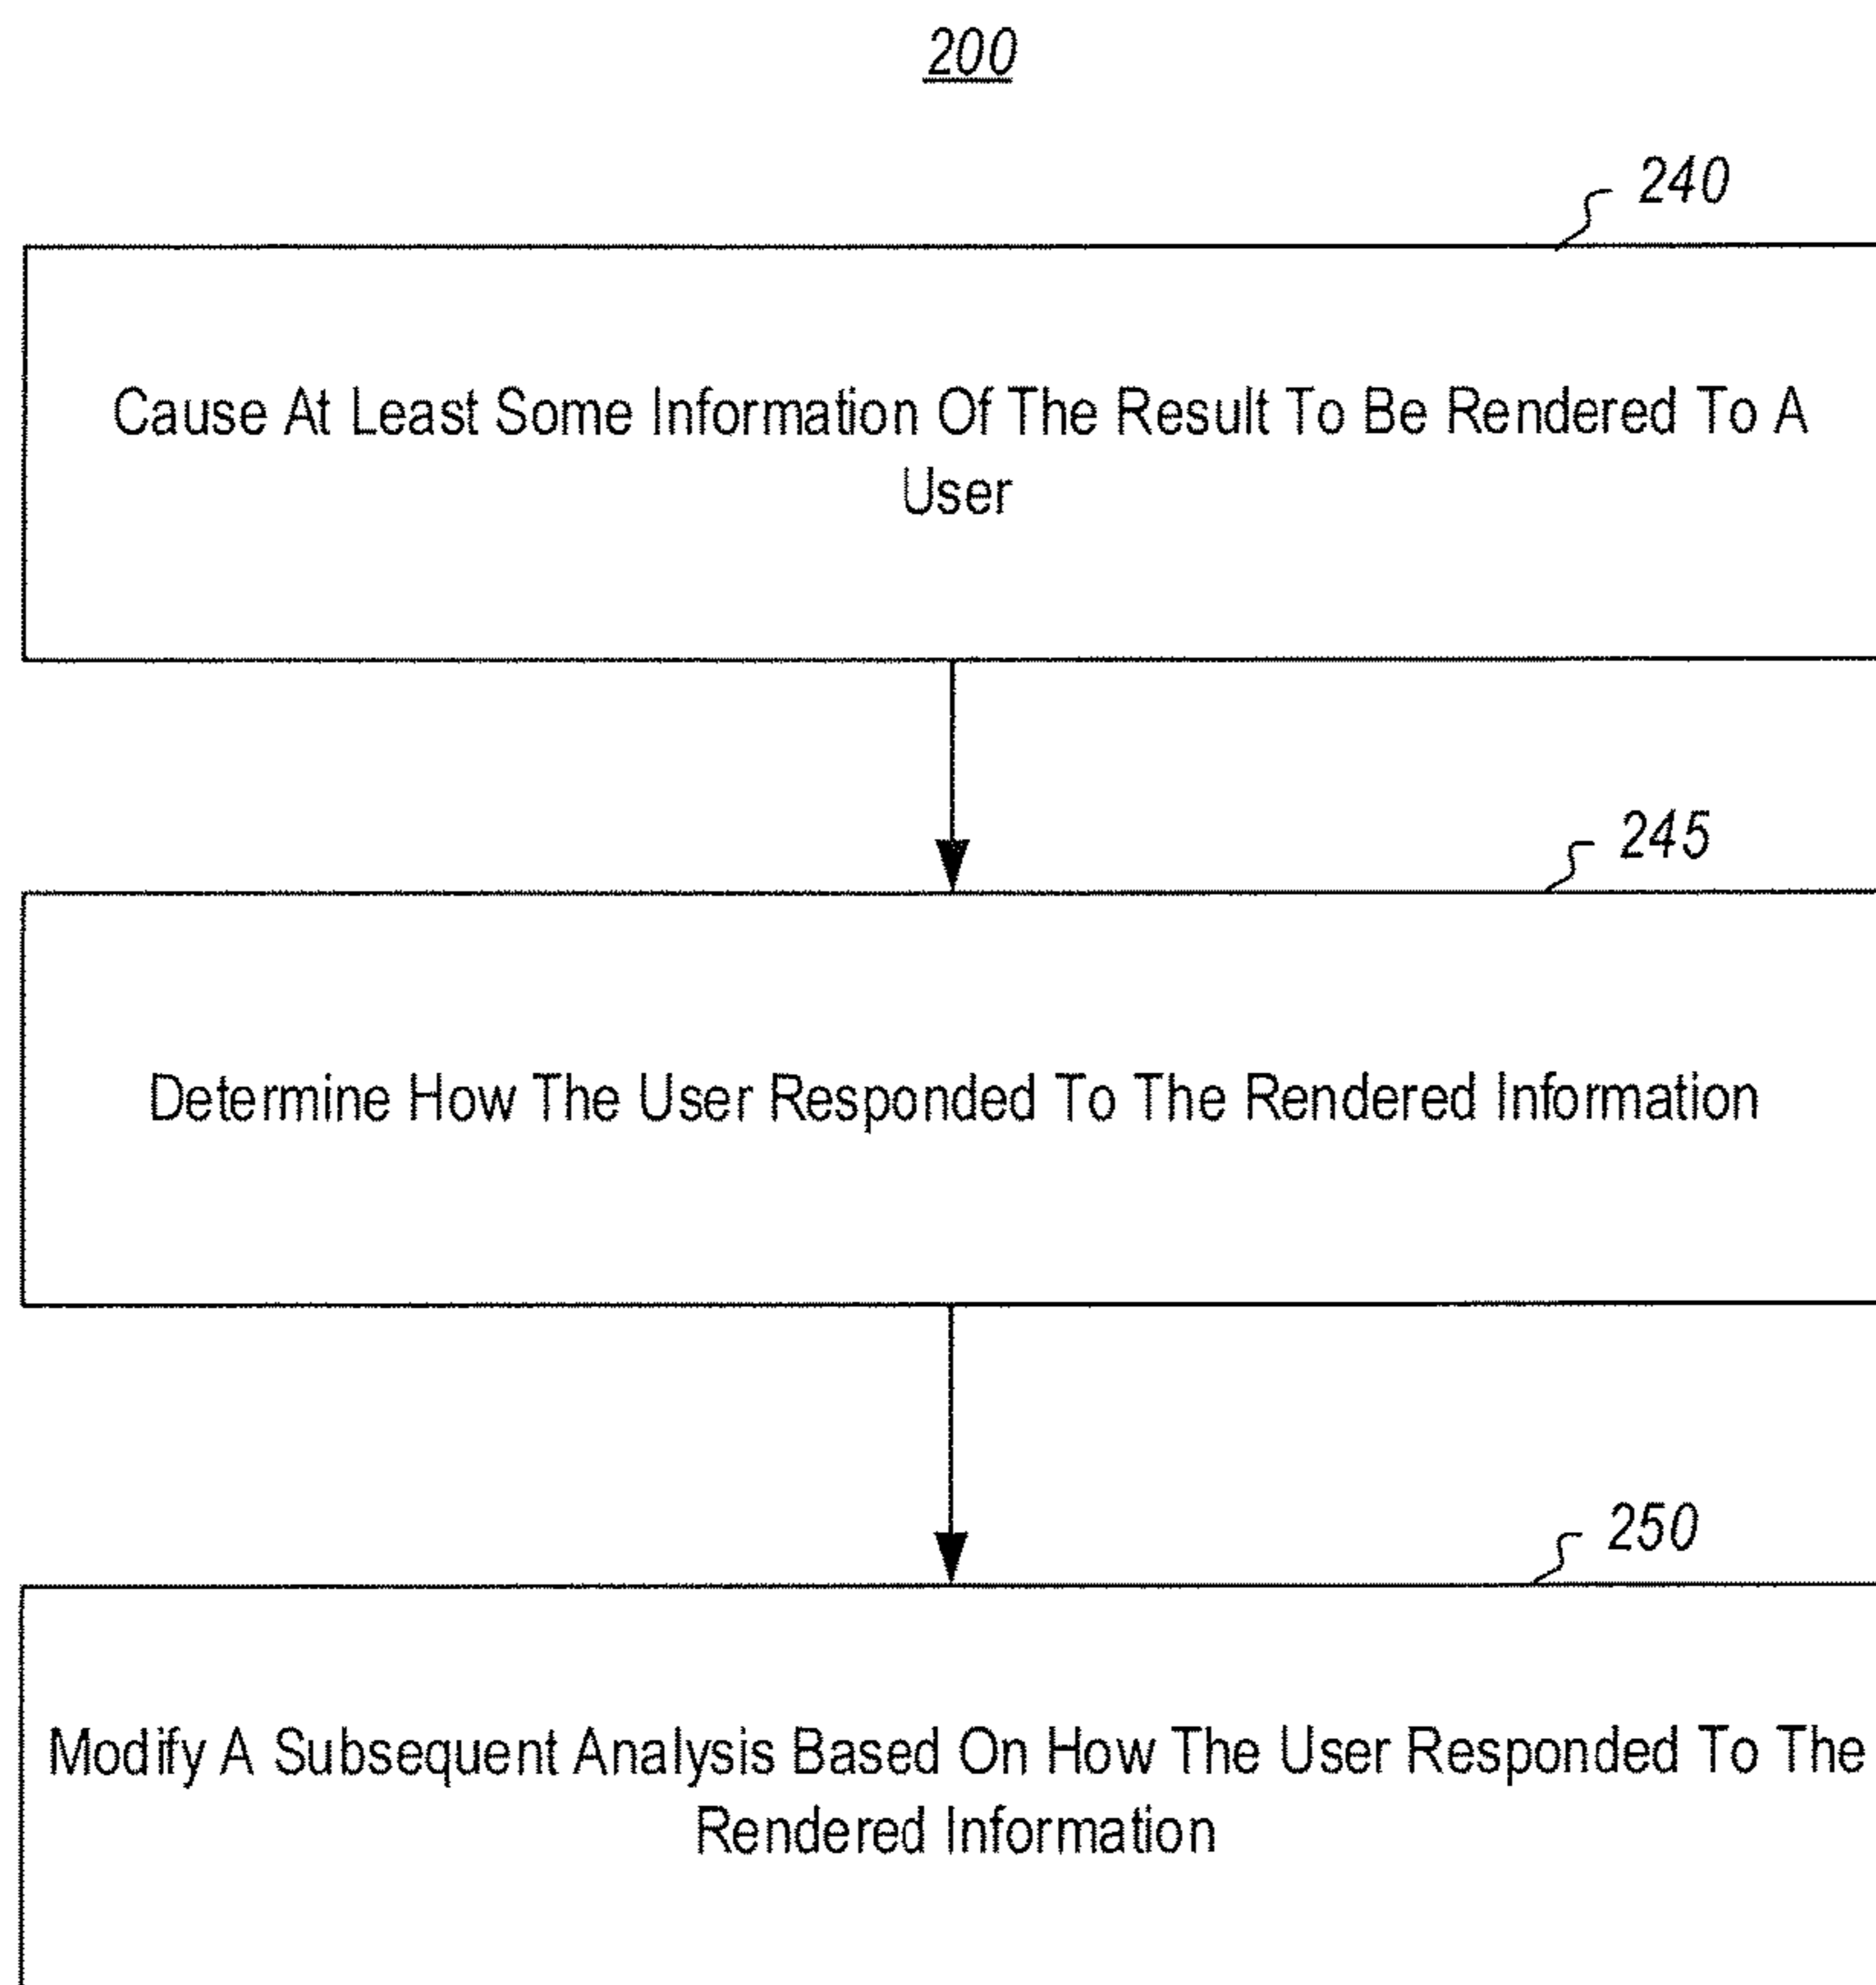 200
240
Cause At Least Some Information Of The Result To Be Rendered To A
User
245
Determine How The User Responded To The Rendered Information
250
Modify A Subsequent Analysis Based On How The User Responded To The
Rendered Information